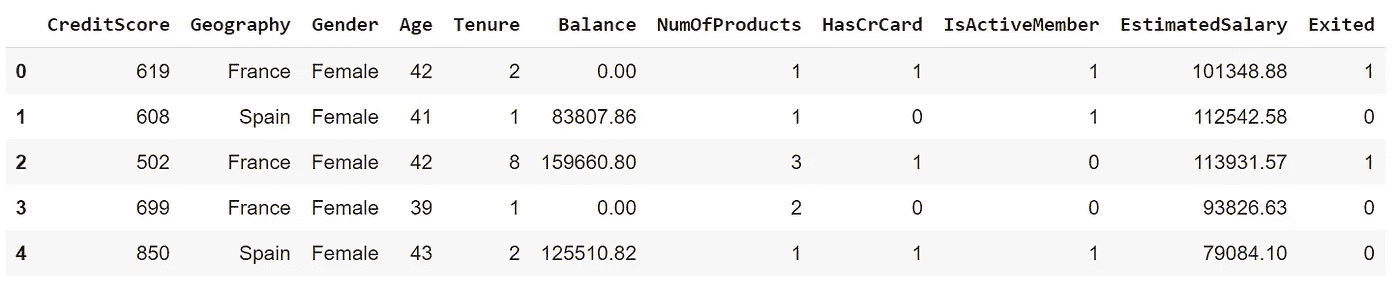 CreditScore Geography Gender Age Tenure Balance NumOfProducts HasCrCard IsActiveMember EstimatedSalary Exited
0 619 France Female 42 2 0.00 1 1 1 101348.88 1
1 608 Spain Female 41 1 83807.86 1 0 1 112542.58 0
2 502 France Female 42 8 159660.80 3 1 0 113931.57 1
3 699 France Female 39 1 0.00 2 0 0 93826.63 0
4 850 Spain Female 43 2 125510.82 1 1 1 79084.10 0